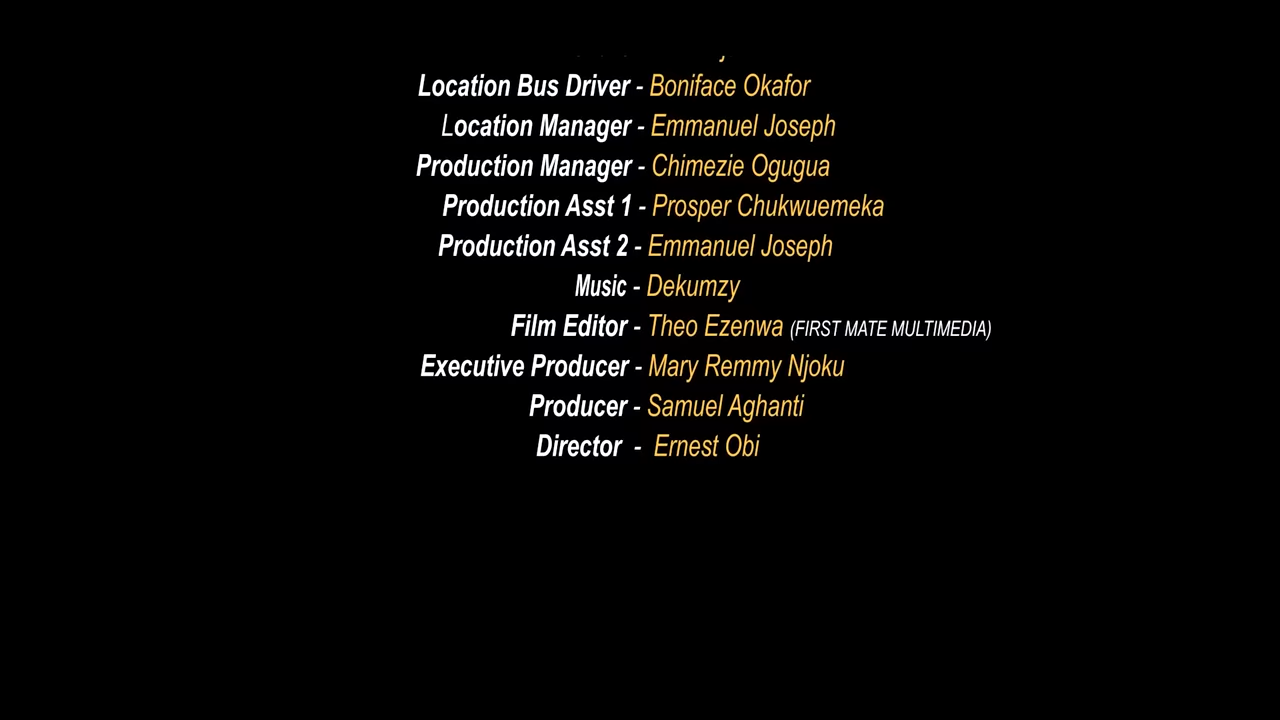 Location Bus Driver - Boniface Okafor
Location Manager - Emmanuel Joseph
Production Manager - Chimezie Ogugua
Production Asst 1 - Prosper Chukwuemeka
Production Asst 2 - Emmanuel Joseph
Music - Dekumzy
Film Editor - Theo Ezenwa (FIRST MATE MULTIMEDIA)
Executive Producer - Mary Remmy Njoku
Producer - Samuel Aghanti
Director - Ernest Obi